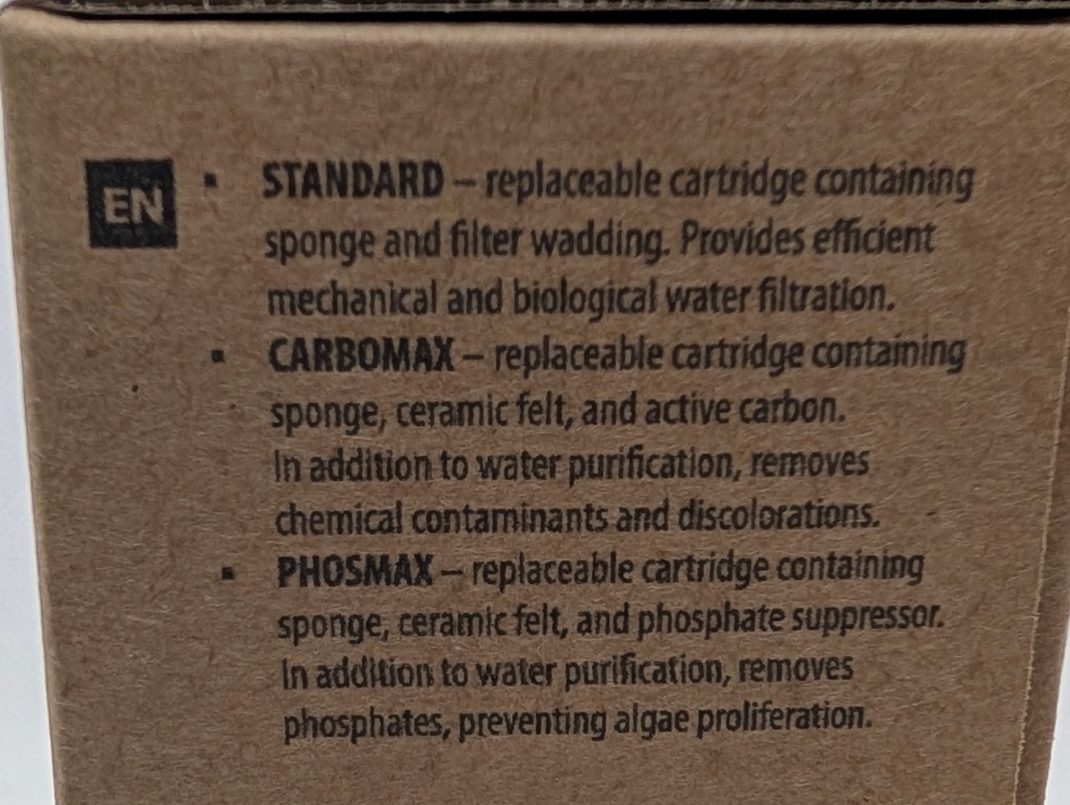 EN
▪ STANDARD – replaceable cartridge containing
sponge and filter wadding. Provides efficient
mechanical and biological water filtration.
▪ CARBOMAX – replaceable cartridge containing
sponge, ceramic felt, and active carbon.
In addition to water purification, removes
chemical contaminants and discolorations.
▪ PHOSMAX – replaceable cartridge containing
sponge, ceramic felt, and phosphate suppressor.
In addition to water purification, removes
phosphates, preventing algae proliferation.